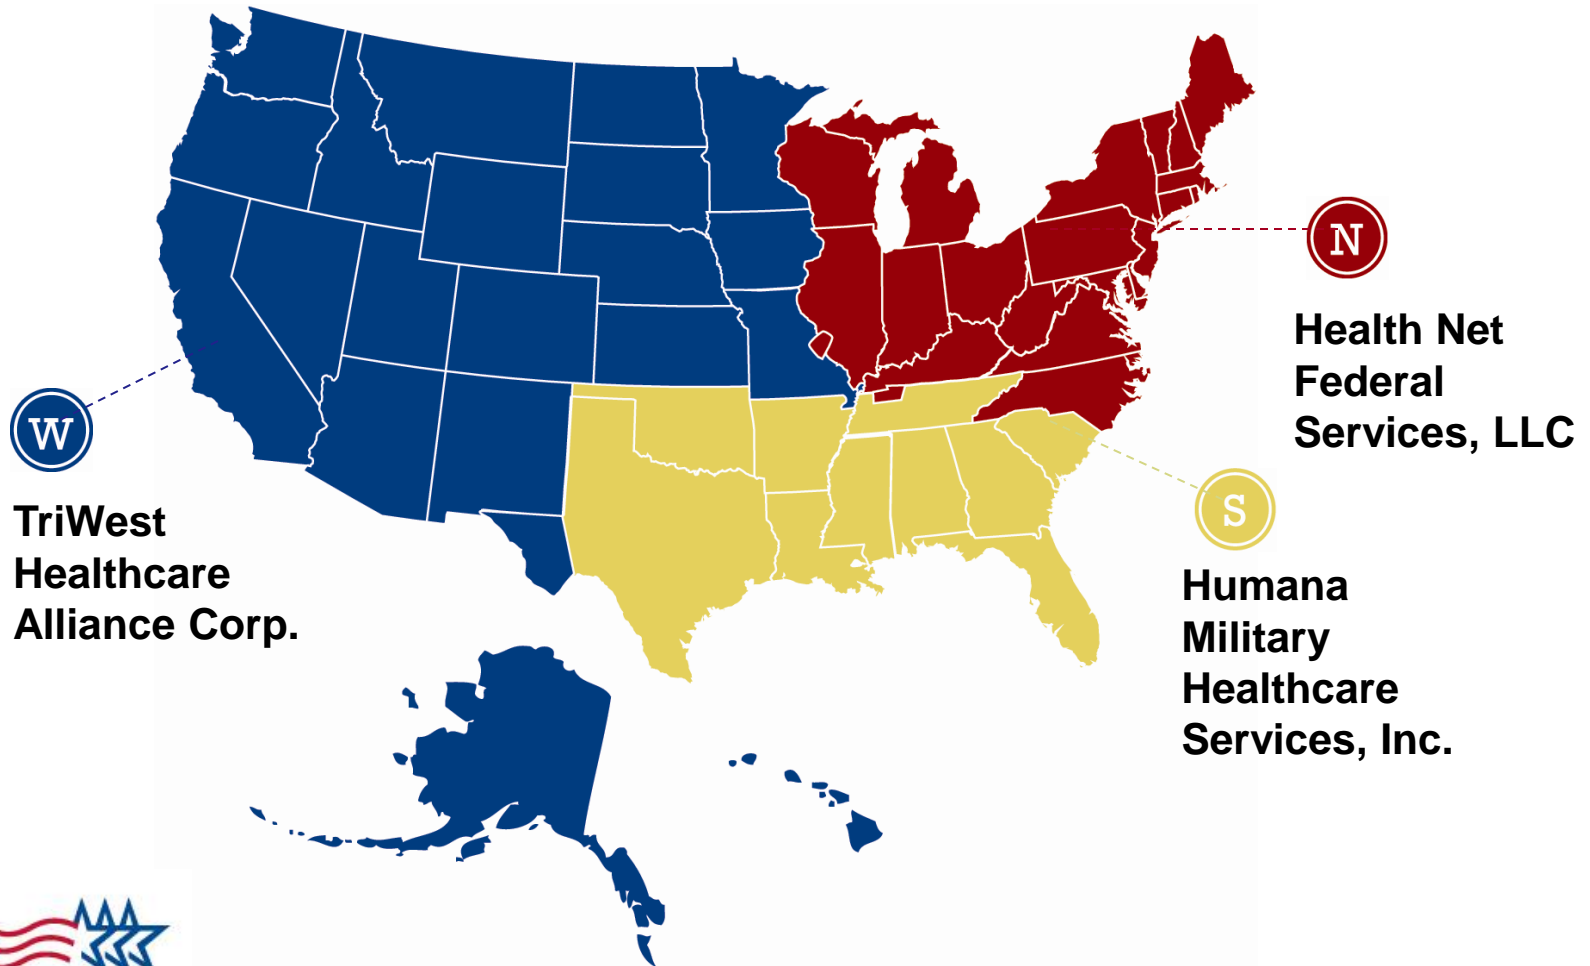 N
Health Net
Federal
Services, LLC
W
TriWest
Healthcare
Alliance Corp.
S
Humana
Military
Healthcare
Services, Inc.